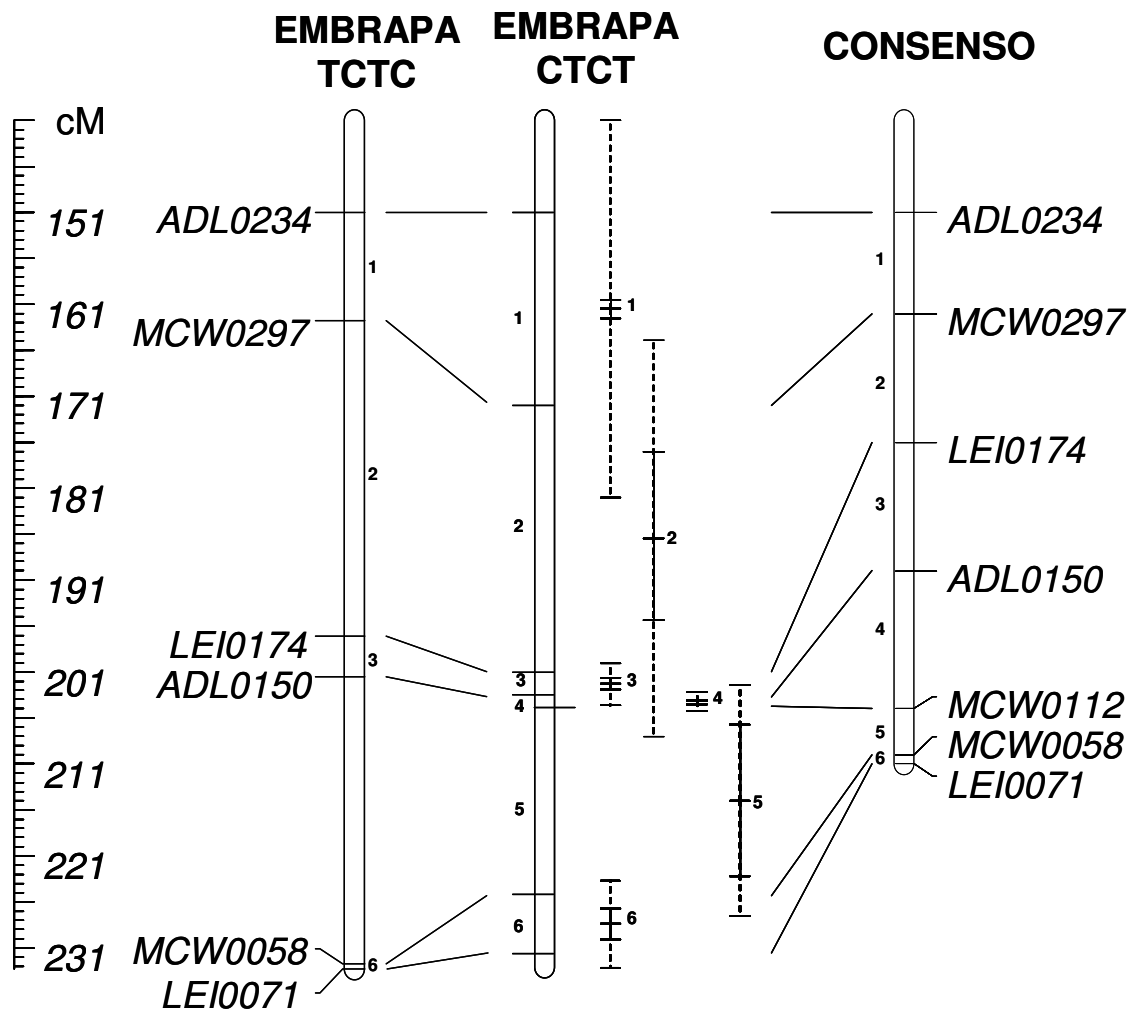 EMBRAPA
TCTC
EMBRAPA
CTCT
CONSENSO
cM
151
161
171
181
191
201
211
221
231
ADL0234
MCW0297
LEI0174
ADL0150
MCW0058
LEI0071
1
2
3
6
1
2
3
4
5
6
1
2
3
4
5
6
1
2
3
4
5
6
ADL0234
MCW0297
LEI0174
ADL0150
MCW0112
MCW0058
LEI0071